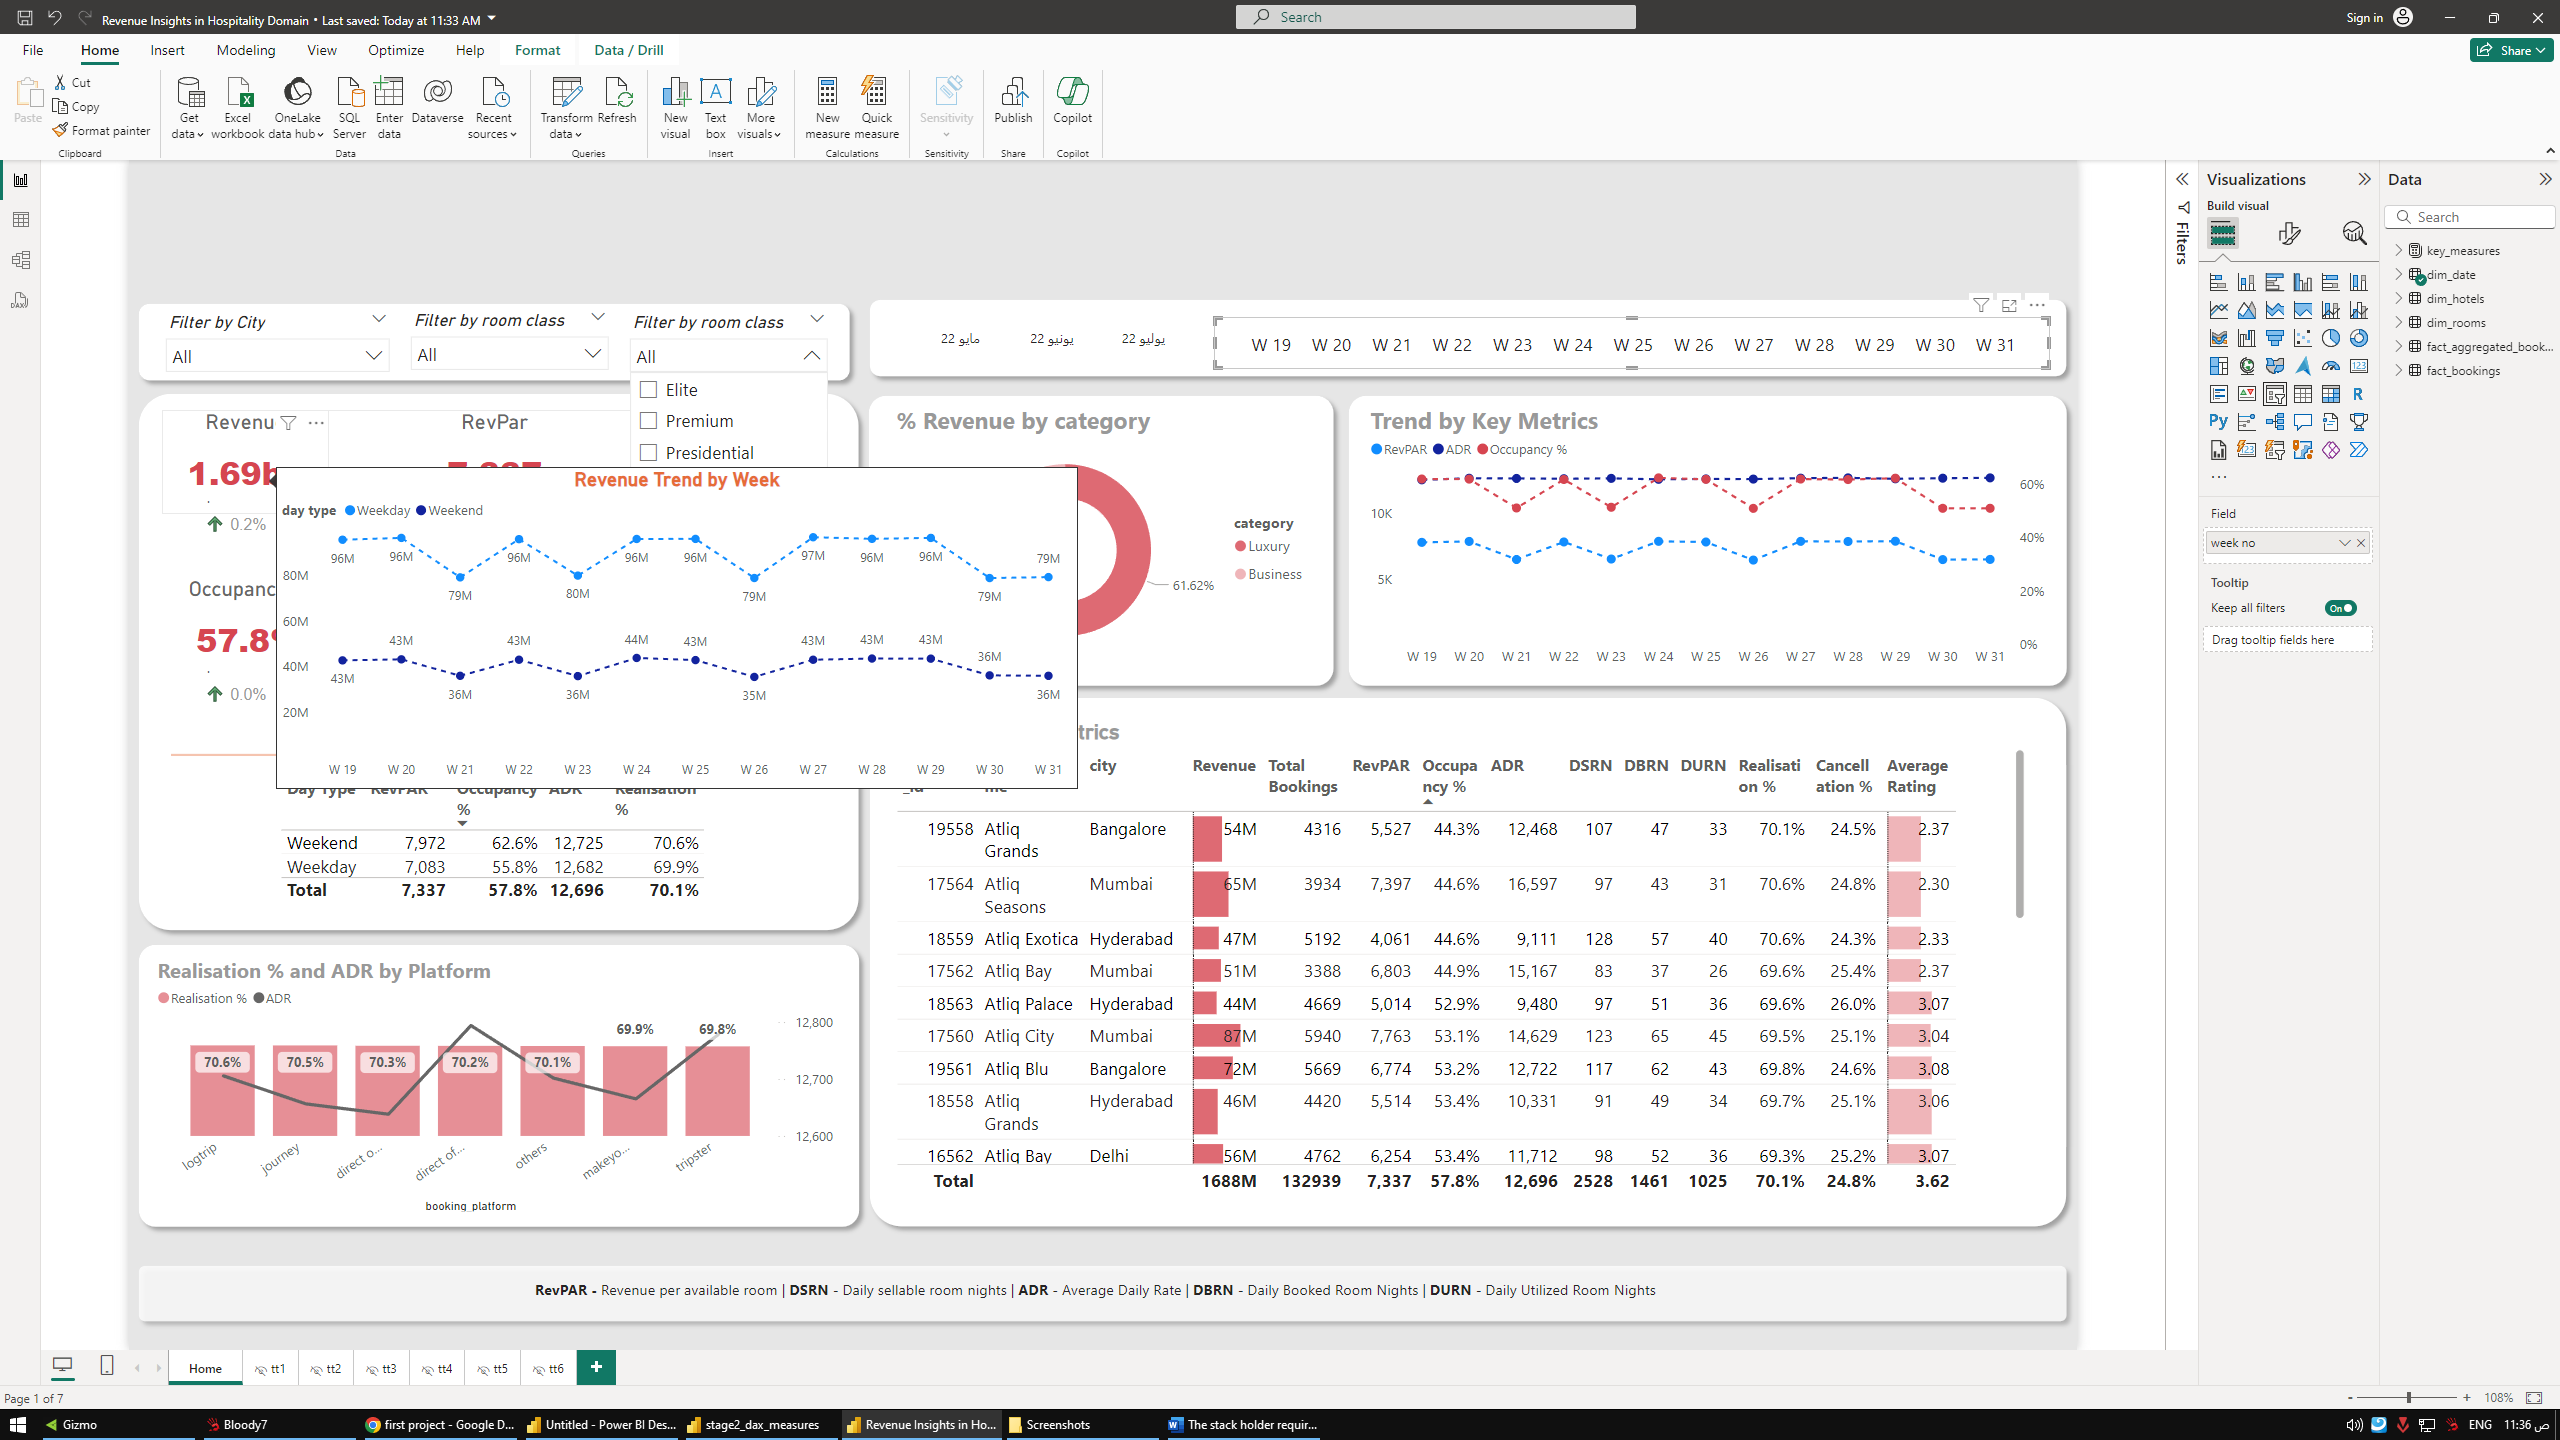 Revenue Insights in Hospitality Domain • Last saved: Today at 11:33 AM
Search
Sign in
File Home Insert Modeling View Optimize Help Format Data / Drill
Share
Paste
Cut
Copy
Format painter
Get data
Excel workbook
OneLake data hub
SQL Server
Enter data
Dataverse
Recent sources
Transform data
Refresh
New visual
Text box
More visuals
New measure
Quick measure
Sensitivity
Publish
Copilot
Clipboard Data Queries Insert Calculations Sensitivity Share Copilot
Filter by City
All
Filter by room class
All
Filter by room class
All
Elite
Premium
Presidential
مايو 22
يونيو 22
يوليو 22
W 19 W 20 W 21 W 22 W 23 W 24 W 25 W 26 W 27 W 28 W 29 W 30 W 31
Revenu
1.69b
0.2%
RevPar
Occupanc
57.8%
0.0%
Revenue Trend by Week
day type Weekday Weekend
80M
60M
40M
20M
96M 96M 79M 96M 80M 96M 96M 79M 97M 96M 96M 79M 79M
43M 43M 36M 43M 36M 44M 43M 35M 43M 43M 43M 36M 36M
W 19 W 20 W 21 W 22 W 23 W 24 W 25 W 26 W 27 W 28 W 29 W 30 W 31
Day Type RevPAR Occupancy % ADR Realisation %
Weekend 7,972 62.6% 12,725 70.6%
Weekday 7,083 55.8% 12,682 69.9%
Total 7,337 57.8% 12,696 70.1%
% Revenue by category
61.62%
category
Luxury
Business
Trend by Key Metrics
RevPAR ADR Occupancy %
10K
5K
60%
40%
20%
0%
W 19 W 20 W 21 W 22 W 23 W 24 W 25 W 26 W 27 W 28 W 29 W 30 W 31
trics
city Revenue Total Bookings RevPAR Occupa ncy % ADR DSRN DBRN DURN Realisati on % Cancell ation % Average Rating
19558 Atliq Grands Bangalore 54M 4316 5,527 44.3% 12,468 107 47 33 70.1% 24.5% 2.37
17564 Atliq Seasons Mumbai 65M 3934 7,397 44.6% 16,597 97 43 31 70.6% 24.8% 2.30
18559 Atliq Exotica Hyderabad 47M 5192 4,061 44.6% 9,111 128 57 40 70.6% 24.3% 2.33
17562 Atliq Bay Mumbai 51M 3388 6,803 44.9% 15,167 83 37 26 69.6% 25.4% 2.37
18563 Atliq Palace Hyderabad 44M 4669 5,014 52.9% 9,480 97 51 36 69.6% 26.0% 3.07
17560 Atliq City Mumbai 87M 5940 7,763 53.1% 14,629 123 65 45 69.5% 25.1% 3.04
19561 Atliq Blu Bangalore 72M 5669 6,774 53.2% 12,722 117 62 43 69.8% 24.6% 3.08
18558 Atliq Grands Hyderabad 46M 4420 5,514 53.4% 10,331 91 49 34 69.7% 25.1% 3.06
16562 Atliq Bay Delhi 56M 4762 6,254 53.4% 11,712 98 52 36 69.3% 25.2% 3.07
Total 1688M 132939 7,337 57.8% 12,696 2528 1461 1025 70.1% 24.8% 3.62
Realisation % and ADR by Platform
Realisation % ADR
70.6% 70.5% 70.3% 70.2% 70.1% 69.9% 69.8%
12,800
12,700
12,600
logtrip journey direct o... direct of... others makeyo... tripster
booking_platform
RevPAR - Revenue per available room | DSRN - Daily sellable room nights | ADR - Average Daily Rate | DBRN - Daily Booked Room Nights | DURN - Daily Utilized Room Nights
Filters
Visualizations
Build visual
Field
week no
Tooltip
Keep all filters On
Drag tooltip fields here
Data
Search
key_measures
dim_date
dim_hotels
dim_rooms
fact_aggregated_book...
fact_bookings
Home tt1 tt2 tt3 tt4 tt5 tt6
Page 1 of 7
108%
Gizmo
Bloody7
first project - Google D...
Untitled - Power BI Des...
stage2_dax_measures
Revenue Insights in Ho...
Screenshots
The stack holder requir...
ENG
11:36 ص